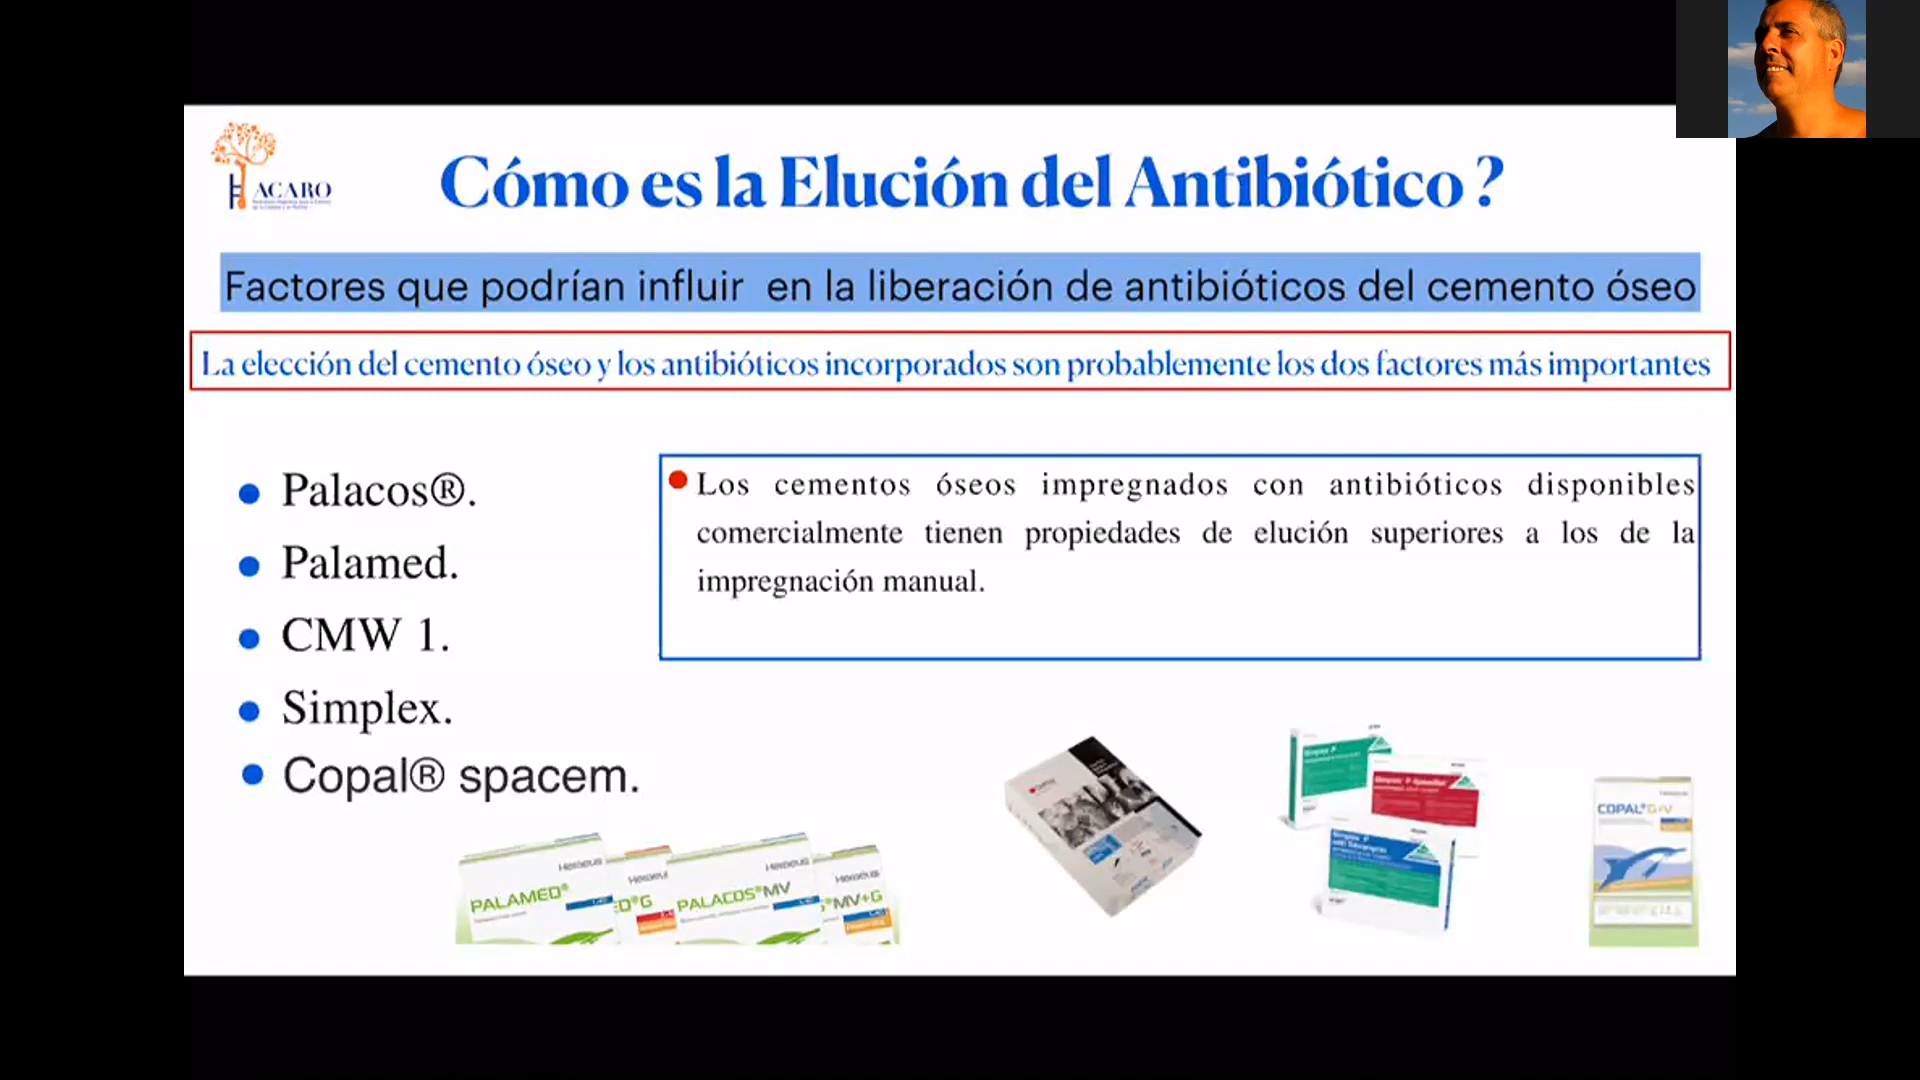 ACARO
Cómo es la Elución del Antibiótico ?
Factores que podrían influir en la liberación de antibióticos del cemento óseo
La elección del cemento óseo y los antibióticos incorporados son probablemente los dos factores más importantes
• Palacos®.
• Palamed.
• CMW 1.
• Simplex.
• Copal® spacem.
• Los cementos óseos impregnados con antibióticos disponibles
comercialmente tienen propiedades de elución superiores a los de la
impregnación manual.
Heraeus
PALAMED®
Heraeus
PALACOS®MV
Heraeus
®MV+G
COPAL®G+V